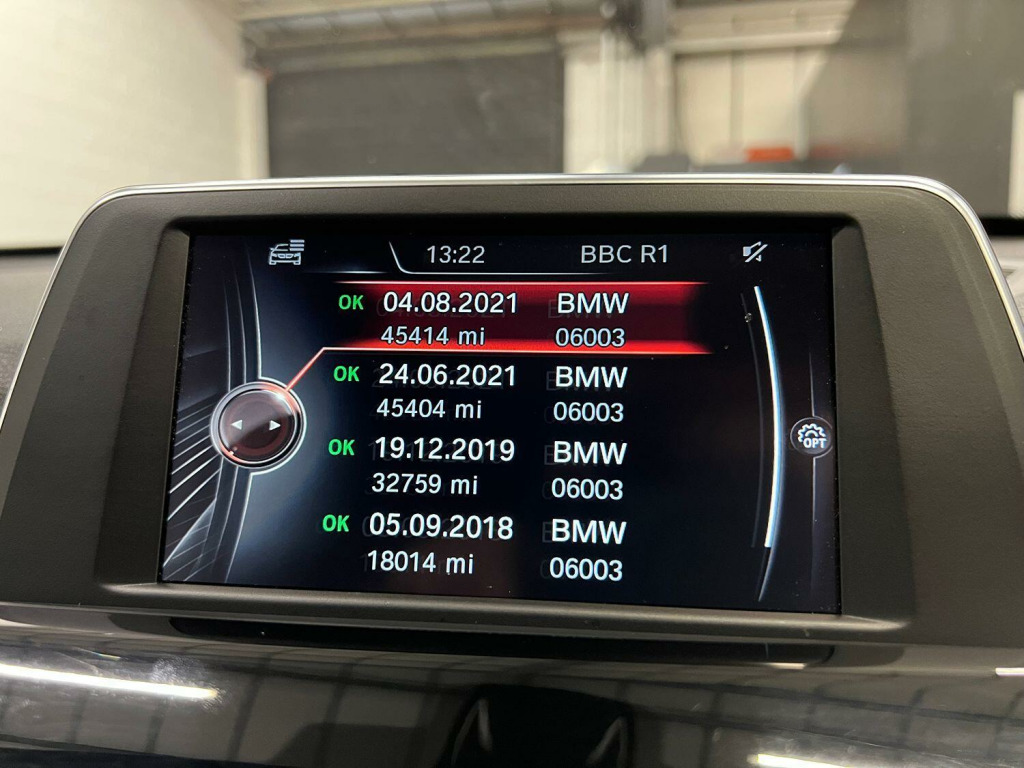 13:22 BBC R1
OK 04.08.2021 BMW
45414 mi 06003
OK 24.06.2021 BMW
45404 mi 06003
OK 19.12.2019 BMW
32759 mi 06003
OK 05.09.2018 BMW
18014 mi 06003
OPT